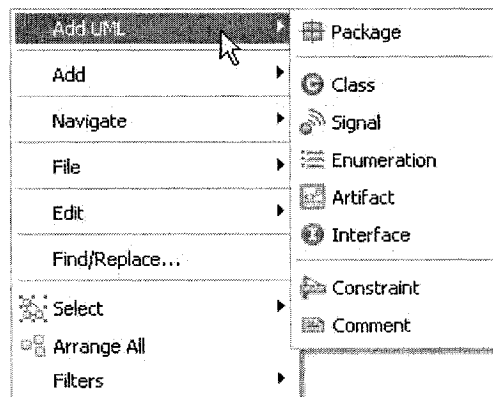 Add UML
Add
Navigate
File
Edit
Find/Replace...
Select
Arrange All
Filters
Package
Class
Signal
Enumeration
Artifact
Interface
Constraint
Comment